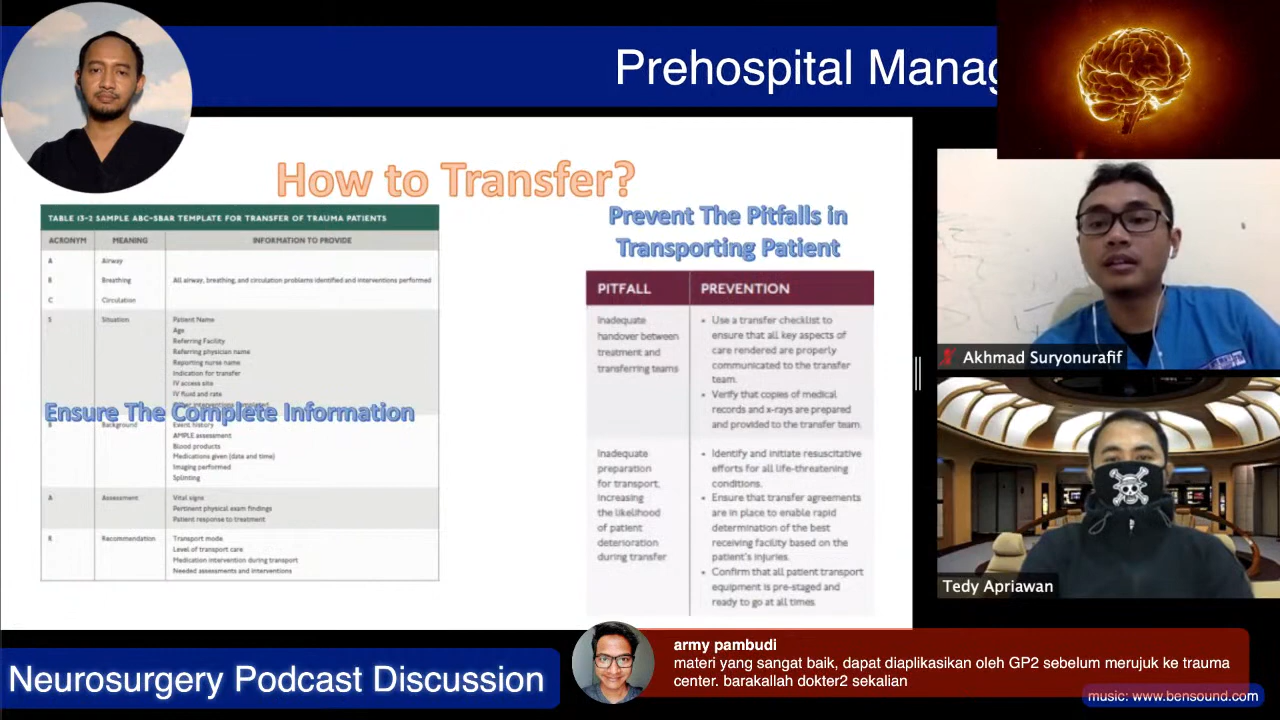 Prehospital Manag
How to Transfer?
TABLE 13-2 SAMPLE ABC-SBAR TEMPLATE FOR TRANSFER OF TRAUMA PATIENTS
ACRONYM MEANING INFORMATION TO PROVIDE
A Airway
B Breathing All airway, breathing, and circulation problems identified and interventions performed
C Circulation
S Situation Patient Name
Age
Referring Facility
Referring physician name
Reporting nurse name
Indication for transfer
IV access site
IV fluid and rate
Other interventions completed
Ensure The Complete Information
B Background Event history
AMPLE assessment
Blood products
Medications given (date and time)
Imaging performed
Splinting
A Assessment Vital signs
Pertinent physical exam findings
Patient response to treatment
R Recommendation Transport mode
Level of transport care
Medication intervention during transport
Needed assessments and interventions
Prevent The Pitfalls in
Transporting Patient
PITFALL PREVENTION
Inadequate
handover between
treatment and
transferring teams
• Use a transfer checklist to
ensure that all key aspects of
care rendered are properly
communicated to the transfer
team.
• Verify that copies of medical
records and x-rays are prepared
and provided to the transfer team.
Inadequate
preparation
for transport,
increasing
the likelihood
of patient
deterioration
during transfer
• Identify and initiate resuscitative
efforts for all life-threatening
conditions.
• Ensure that transfer agreements
are in place to enable rapid
determination of the best
receiving facility based on the
patient's injuries.
• Confirm that all patient transport
equipment is pre-staged and
ready to go at all times.
Akhmad Suryonurafif
Tedy Apriawan
army pambudi
materi yang sangat baik, dapat diaplikasikan oleh GP2 sebelum merujuk ke trauma
center. barakallah dokter2 sekalian
Neurosurgery Podcast Discussion
music: www.bensound.com